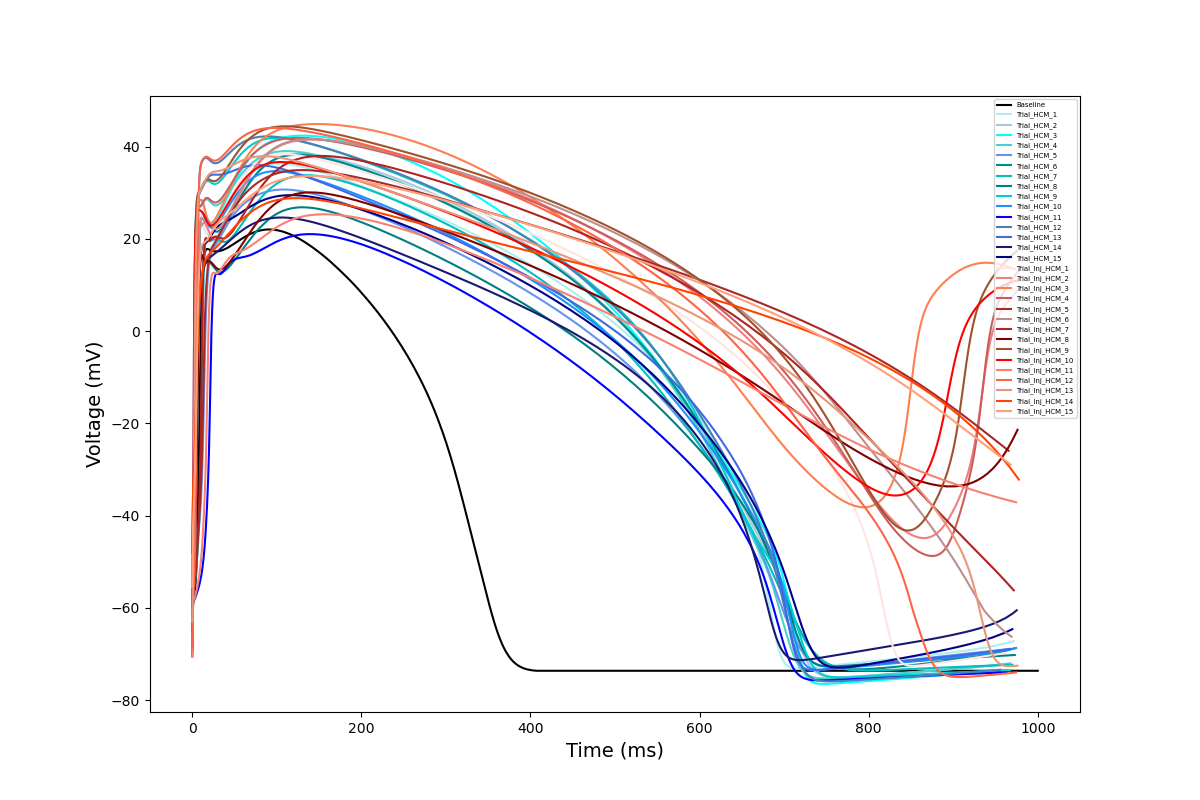 Voltage (mV)
40
20
0
−20
−40
−60
−80
0 200 400 600 800 1000
Time (ms)
Baseline
Trial_HCM_1
Trial_HCM_2
Trial_HCM_3
Trial_HCM_4
Trial_HCM_5
Trial_HCM_6
Trial_HCM_7
Trial_HCM_8
Trial_HCM_9
Trial_HCM_10
Trial_HCM_11
Trial_HCM_12
Trial_HCM_13
Trial_HCM_14
Trial_HCM_15
Trial_Inj_HCM_1
Trial_Inj_HCM_2
Trial_Inj_HCM_3
Trial_Inj_HCM_4
Trial_Inj_HCM_5
Trial_Inj_HCM_6
Trial_Inj_HCM_7
Trial_Inj_HCM_8
Trial_Inj_HCM_9
Trial_Inj_HCM_10
Trial_Inj_HCM_11
Trial_Inj_HCM_12
Trial_Inj_HCM_13
Trial_Inj_HCM_14
Trial_Inj_HCM_15